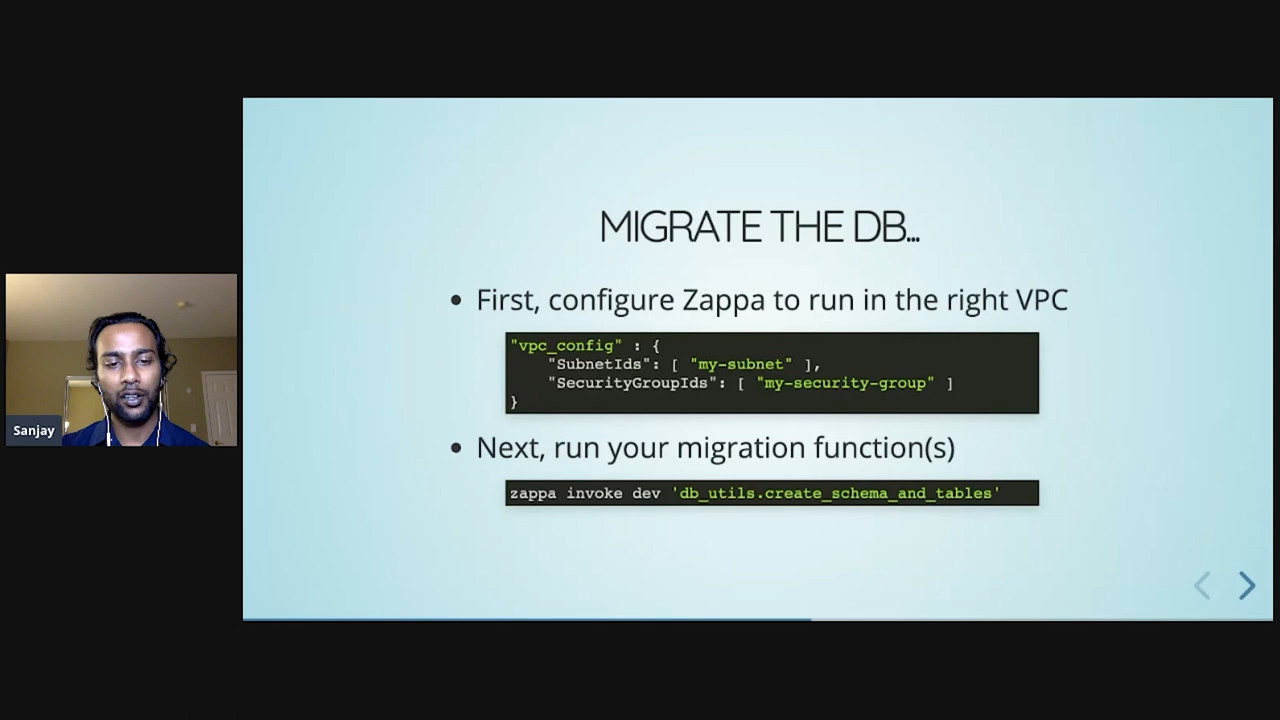 MIGRATE THE DB...
• First, configure Zappa to run in the right VPC
"vpc_config" : {
    "SubnetIds": [ "my-subnet" ],
    "SecurityGroupIds": [ "my-security-group" ]
}
• Next, run your migration function(s)
zappa invoke dev 'db_utils.create_schema_and_tables'
Sanjay